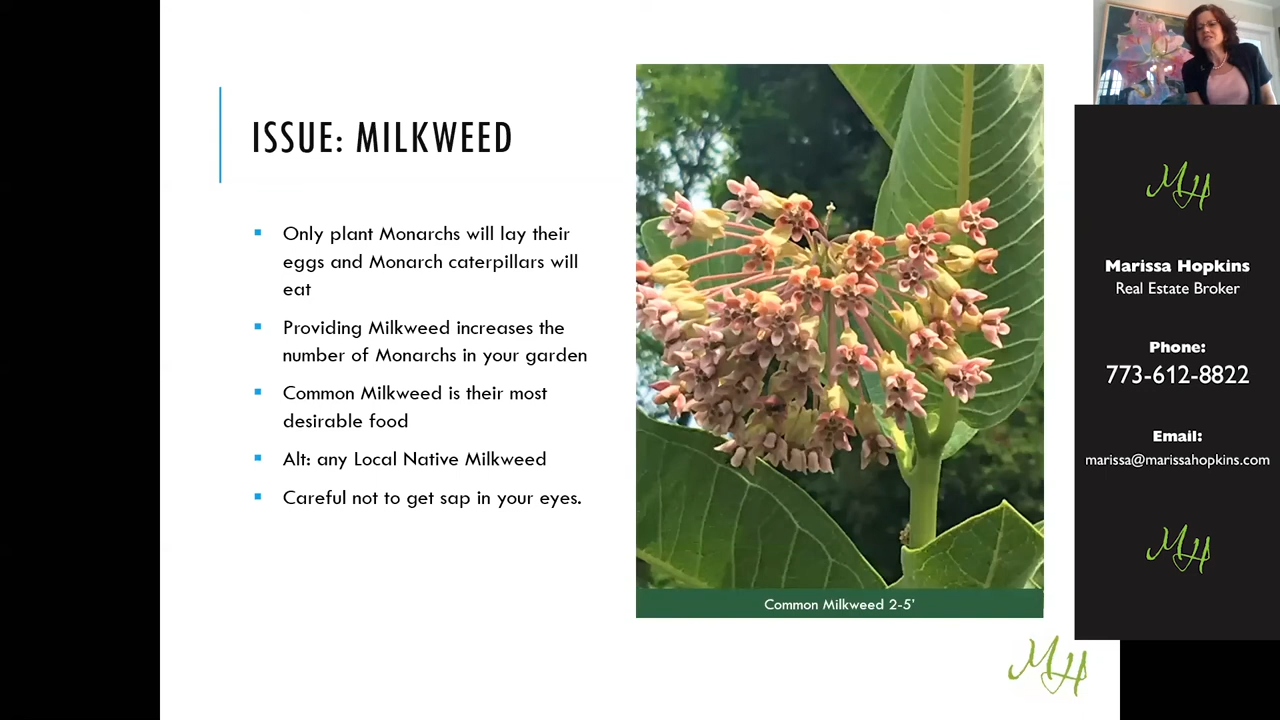 ISSUE: MILKWEED
Only plant Monarchs will lay their
eggs and Monarch caterpillars will
eat
Providing Milkweed increases the
number of Monarchs in your garden
Common Milkweed is their most
desirable food
Alt: any Local Native Milkweed
Careful not to get sap in your eyes.
Common Milkweed 2-5'
MH
MH
Marissa Hopkins
Real Estate Broker
Phone:
773-612-8822
Email:
marissa@marissahopkins.com
MH